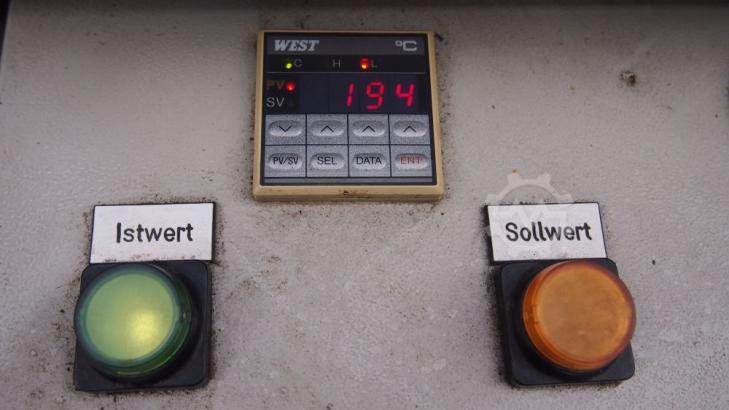 WEST °C
C H L
PV
SV
194
PV/SV SEL DATA ENT
Istwert
Sollwert